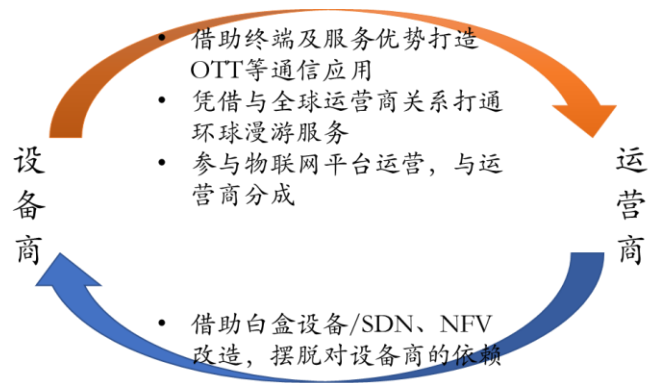 • 借助终端及服务优势打造
OTT等通信应用
• 凭借与全球运营商关系打通
环球漫游服务
• 参与物联网平台运营，与运
营商分成
设备商
运营商
• 借助白盒设备/SDN、NFV
改造，摆脱对设备商的依赖